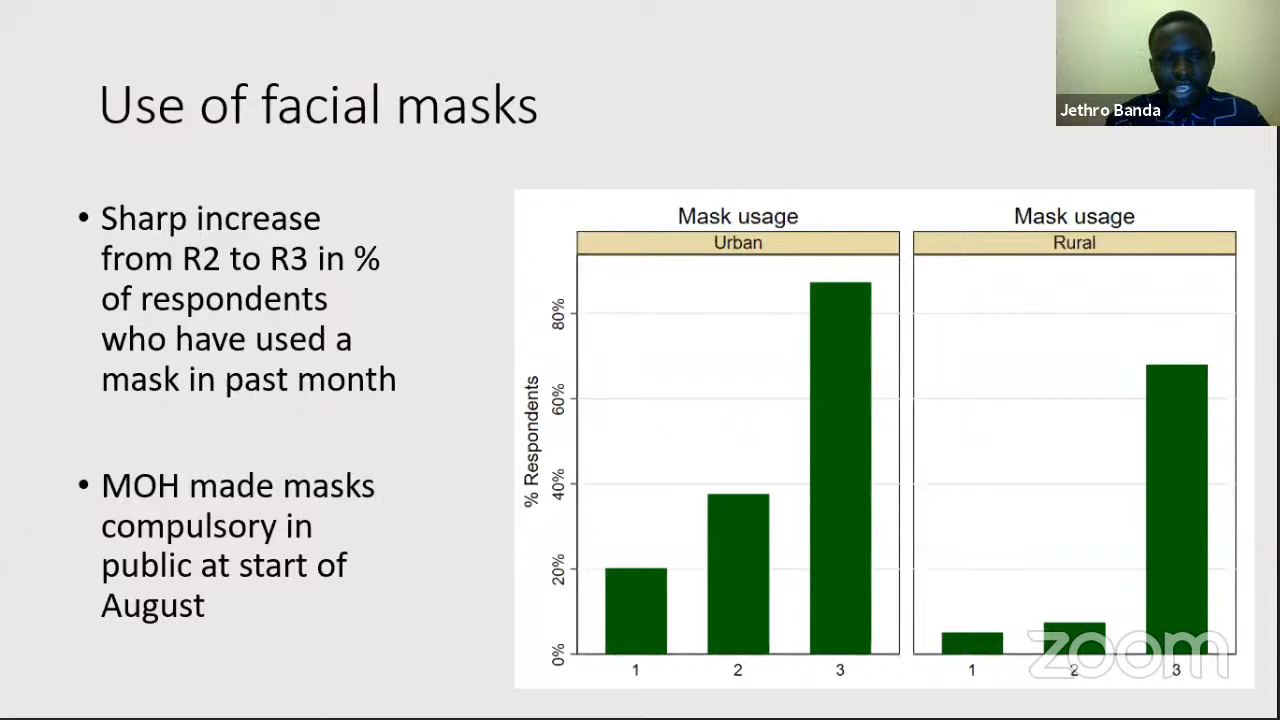 Jethro Banda
Use of facial masks
• Sharp increase
from R2 to R3 in %
of respondents
who have used a
mask in past month
• MOH made masks
compulsory in
public at start of
August
Mask usage
Urban
Mask usage
Rural
% Respondents
80%
60%
40%
20%
0%
1 2 3
1 2 3
zoom